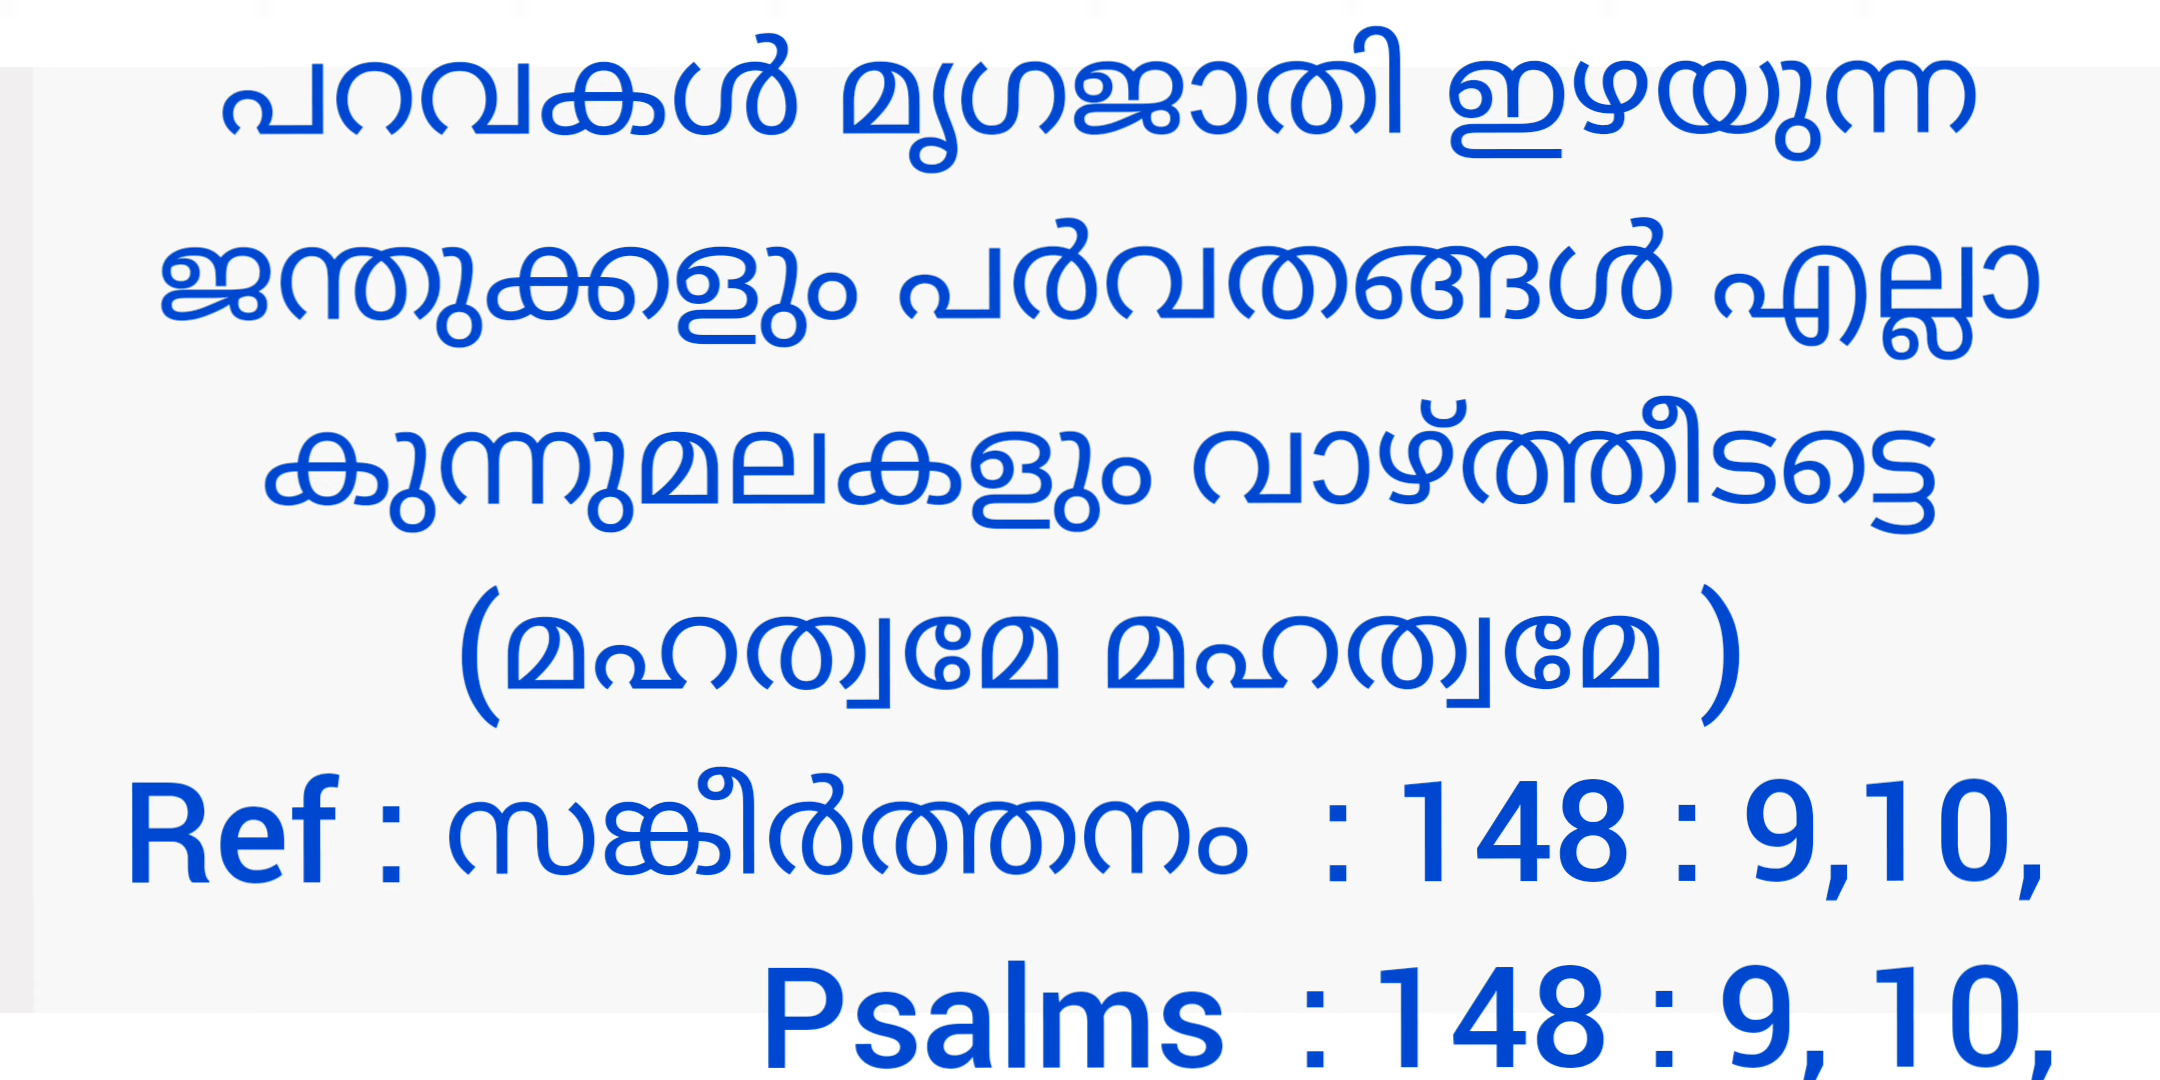 പറവകൾ മൃഗജാതി ഇഴയുന്ന
ജന്തുക്കളും പർവതങ്ങൾ എല്ലാ
കുന്നുമലകളും വാഴ്ത്തീടട്ടെ
(മഹത്വമേ മഹത്വമേ )
Ref : സങ്കീർത്തനം : 148 : 9,10,
Psalms : 148 : 9, 10,